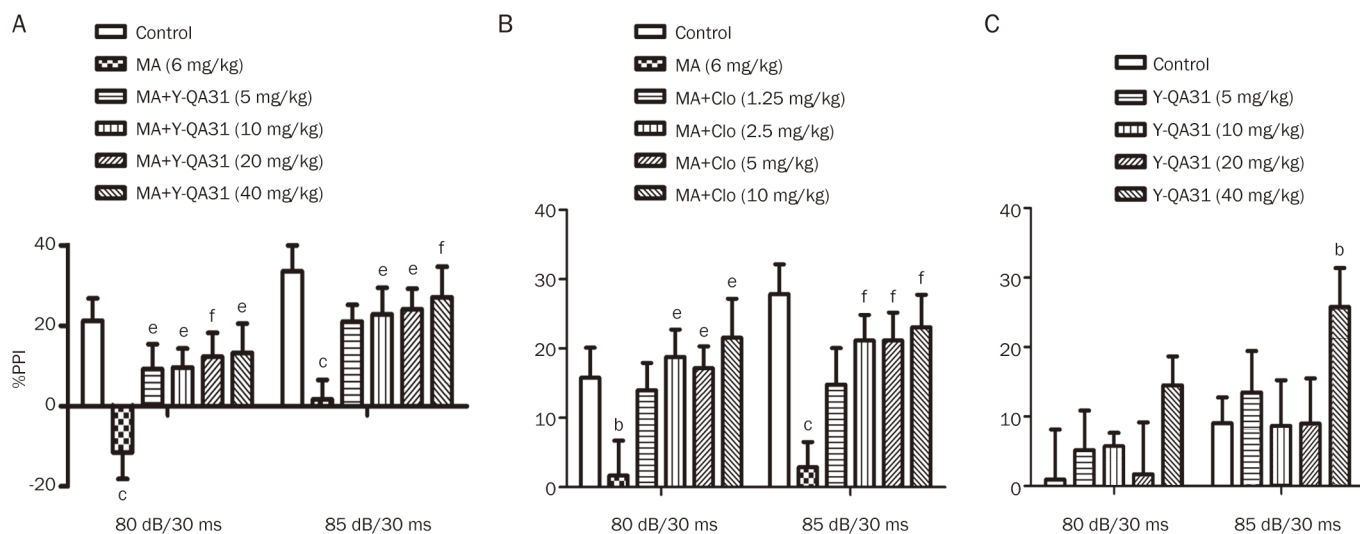 A
Control
MA (6 mg/kg)
MA+Y-QA31 (5 mg/kg)
MA+Y-QA31 (10 mg/kg)
MA+Y-QA31 (20 mg/kg)
MA+Y-QA31 (40 mg/kg)
%PPI
40
20
0
-20
c
e
e
f
e
c
e
e
f
80 dB/30 ms
85 dB/30 ms
B
Control
MA (6 mg/kg)
MA+Clo (1.25 mg/kg)
MA+Clo (2.5 mg/kg)
MA+Clo (5 mg/kg)
MA+Clo (10 mg/kg)
40
30
20
10
0
b
e
e
e
c
f
f
f
80 dB/30 ms
85 dB/30 ms
C
Control
Y-QA31 (5 mg/kg)
Y-QA31 (10 mg/kg)
Y-QA31 (20 mg/kg)
Y-QA31 (40 mg/kg)
40
30
20
10
0
b
80 dB/30 ms
85 dB/30 ms